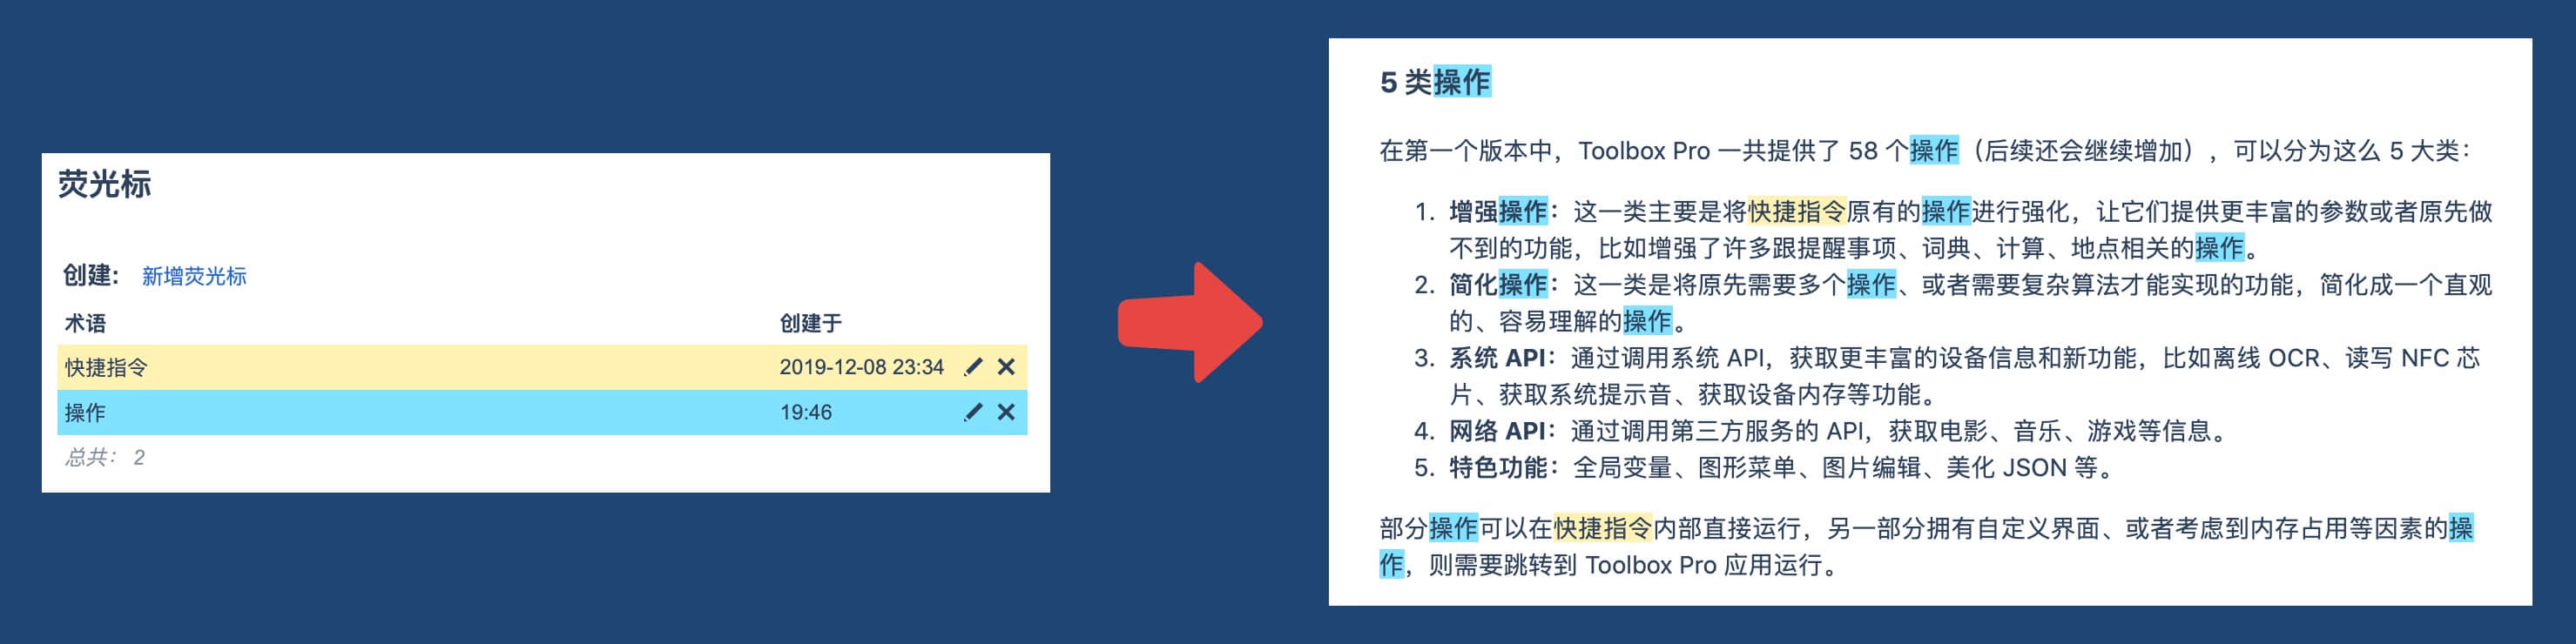 荧光标
创建: 新增荧光标
术语 创建于
快捷指令 2019-12-08 23:34
操作 19:46
总共: 2
5 类操作
在第一个版本中，Toolbox Pro 一共提供了 58 个操作（后续还会继续增加），可以分为这么 5 大类：
1. 增强操作：这一类主要是将快捷指令原有的操作进行强化，让它们提供更丰富的参数或者原先做
不到的功能，比如增强了许多跟提醒事项、词典、计算、地点相关的操作。
2. 简化操作：这一类是将原先需要多个操作、或者需要复杂算法才能实现的功能，简化成一个直观
的、容易理解的操作。
3. 系统 API：通过调用系统 API，获取更丰富的设备信息和新功能，比如离线 OCR、读写 NFC 芯
片、获取系统提示音、获取设备内存等功能。
4. 网络 API：通过调用第三方服务的 API，获取电影、音乐、游戏等信息。
5. 特色功能：全局变量、图形菜单、图片编辑、美化 JSON 等。
部分操作可以在快捷指令内部直接运行，另一部分拥有自定义界面、或者考虑到内存占用等因素的操
作，则需要跳转到 Toolbox Pro 应用运行。